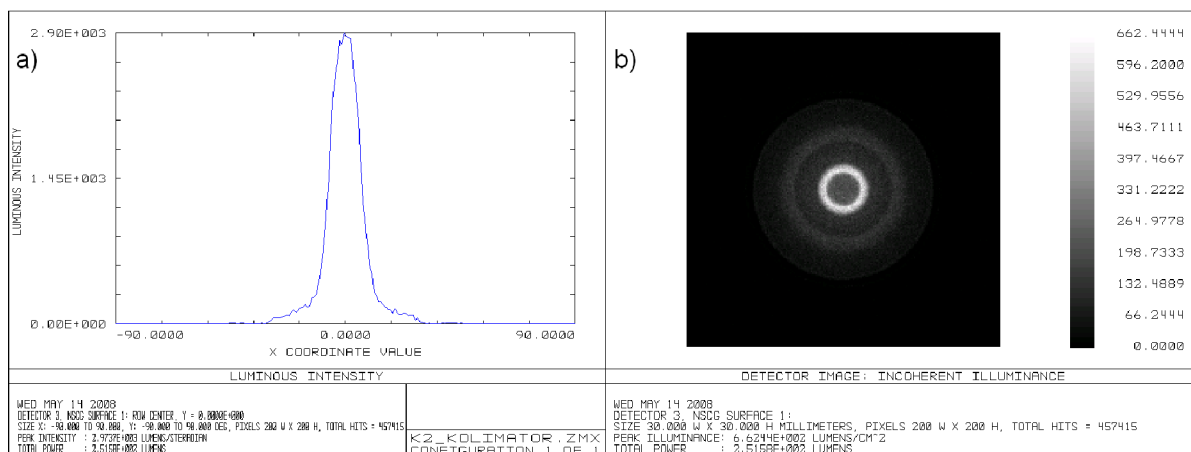 a)
2.90E+003
1.45E+003
0.00E+000
LUMINOUS INTENSITY
-90.0000 0.0000 90.0000
X COORDINATE VALUE
LUMINOUS INTENSITY
WED MAY 14 2008
DETECTOR 3, NSCG SURFACE 1: ROW CENTER, Y = 0.0000E+000
SIZE X: -90.000 TO 90.000, Y: -90.000 TO 90.000 DEG, PIXELS 200 W X 200 H, TOTAL HITS = 457415
PEAK INTENSITY : 2.9737E+003 LUMENS/STERADIAN
TOTAL POWER : 2.5158E+002 LUMENS
K2_KOLIMATOR.ZMX
CONFIGURATION 1 OF 1
b)
662.4444
596.2000
529.9556
463.7111
397.4667
331.2222
264.9778
198.7333
132.4889
66.2444
0.0000
DETECTOR IMAGE: INCOHERENT ILLUMINANCE
WED MAY 14 2008
DETECTOR 3, NSCG SURFACE 1:
SIZE 30.000 W X 30.000 H MILLIMETERS, PIXELS 200 W X 200 H, TOTAL HITS = 457415
PEAK ILLUMINANCE: 6.6244E+002 LUMENS/CM^2
TOTAL POWER : 2.5158E+002 LUMENS